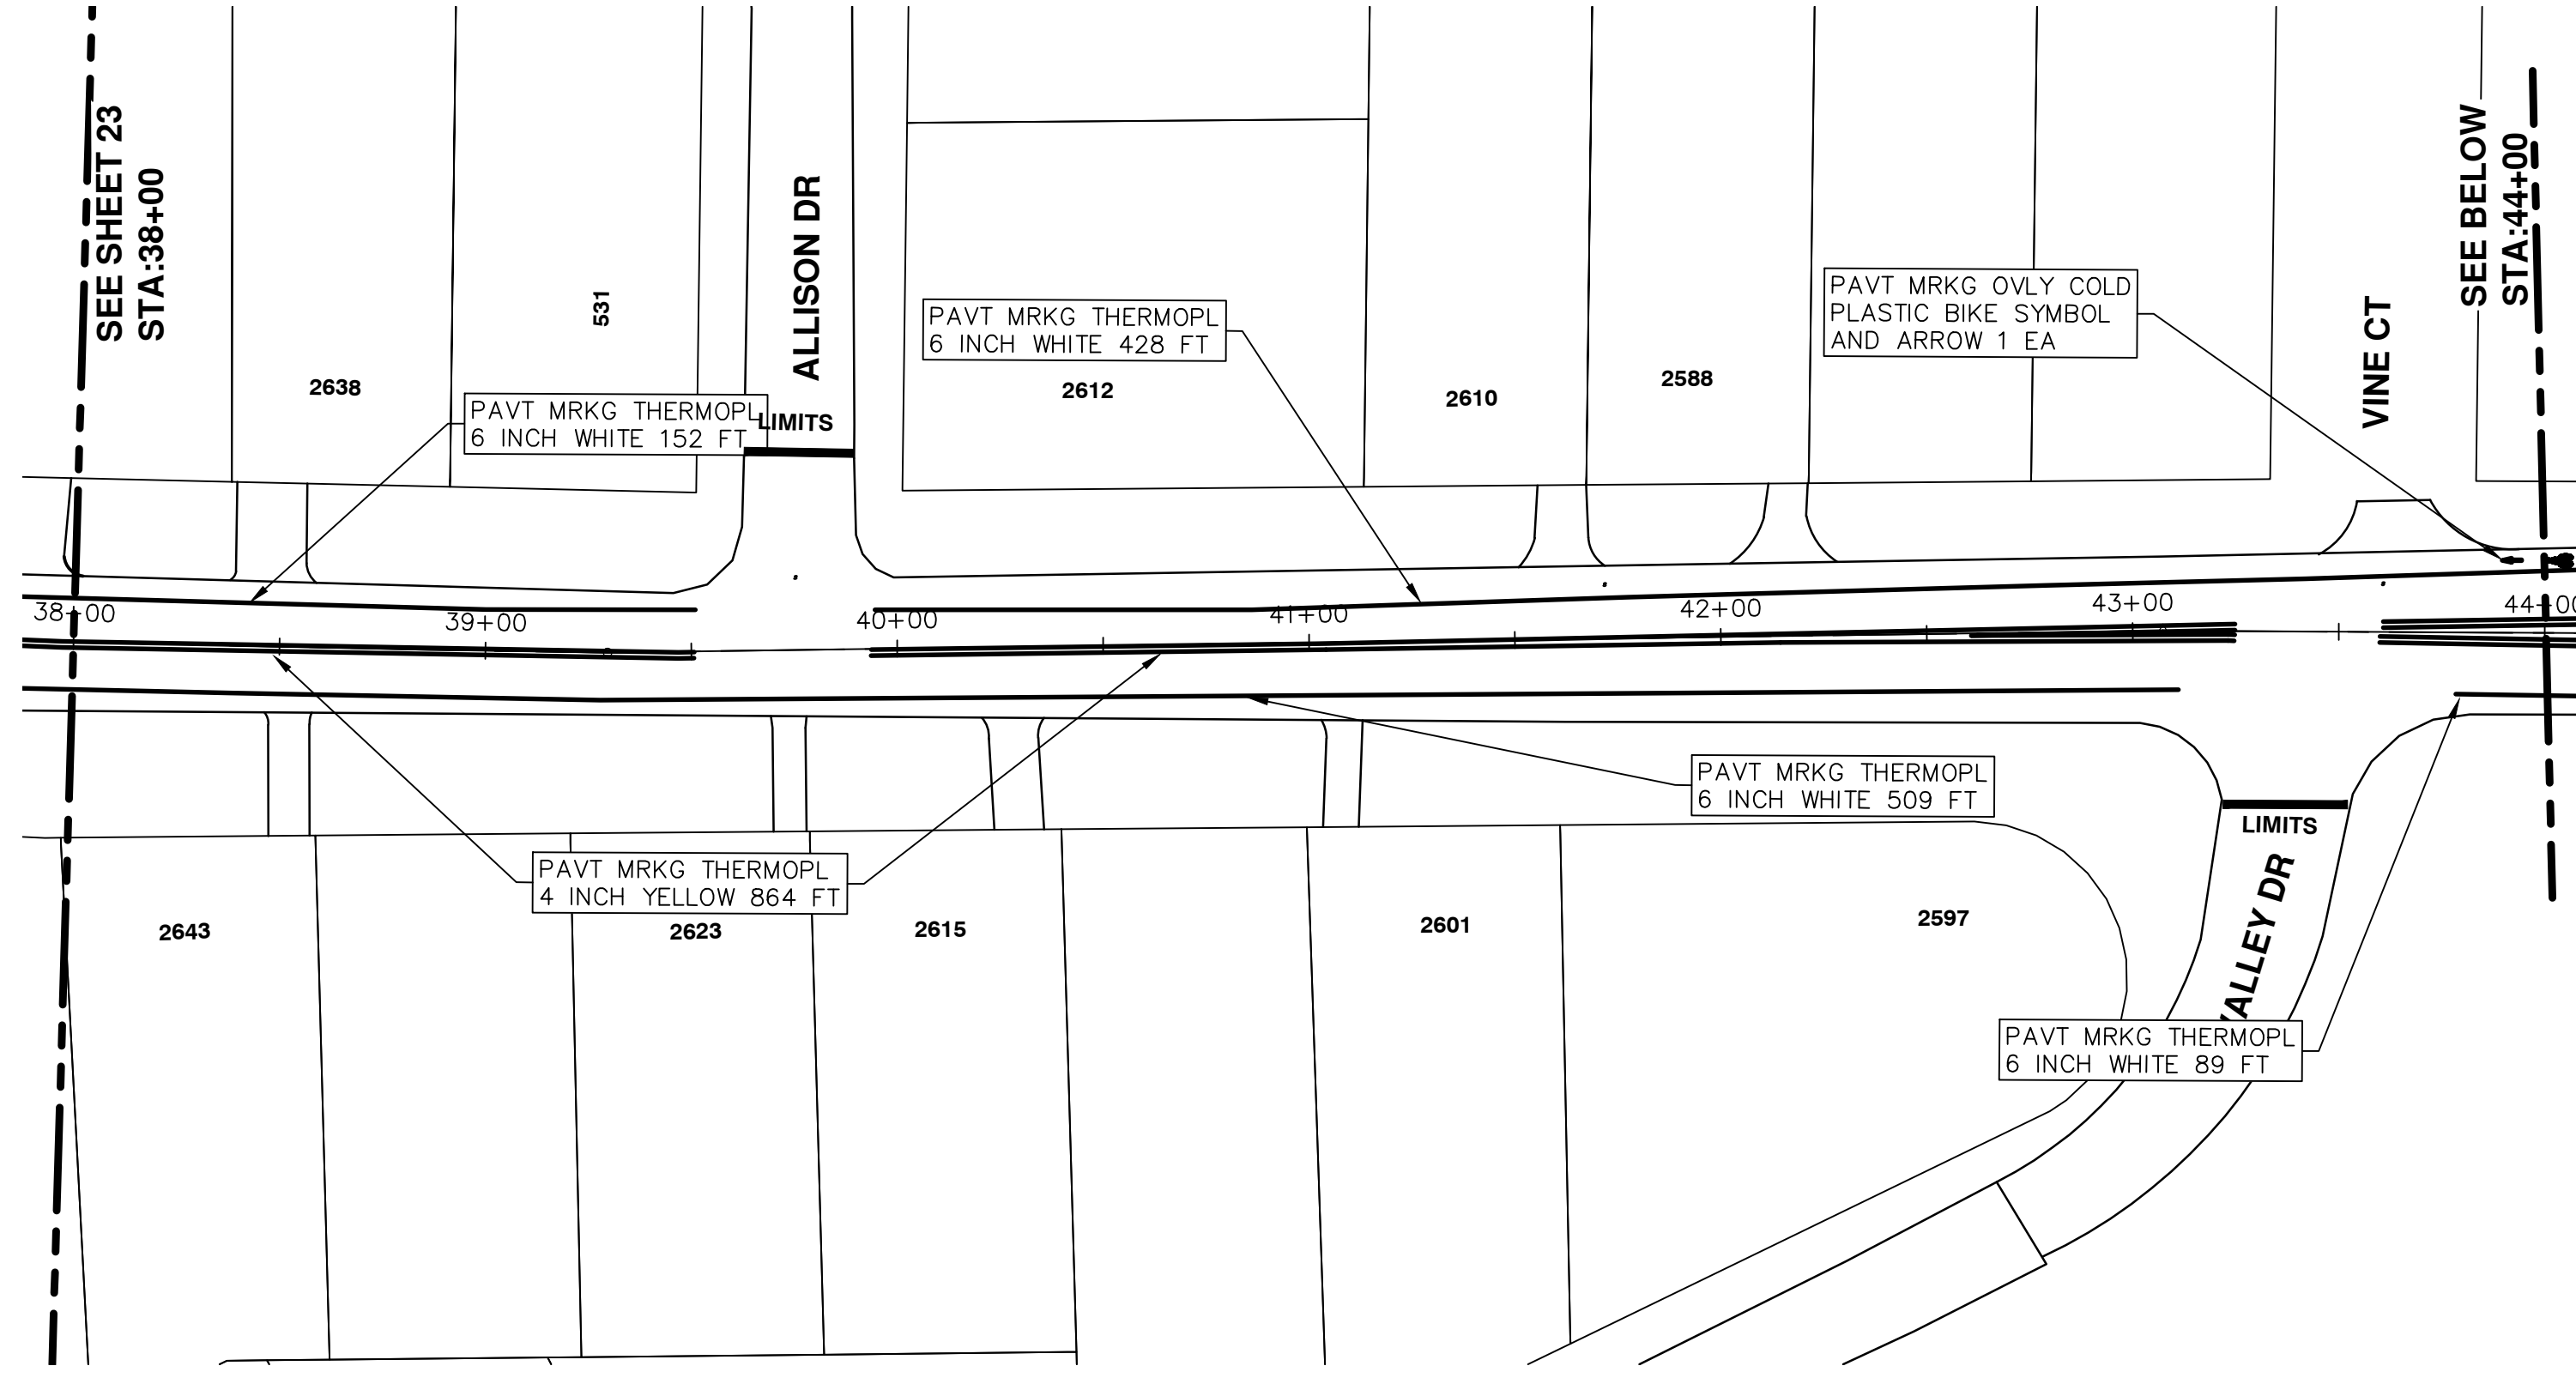 SEE SHEET 23
STA:38+00
ALLISON DR
LIMITS
531
2638
PAVT MRKG THERMOPL
6 INCH WHITE 152 FT
PAVT MRKG THERMOPL
6 INCH WHITE 428 FT
2612
2610
2588
PAVT MRKG OVLY COLD
PLASTIC BIKE SYMBOL
AND ARROW 1 EA
VINE CT
SEE BELOW
STA:44+00
38+00
39+00
40+00
41+00
42+00
43+00
44+00
PAVT MRKG THERMOPL
6 INCH WHITE 509 FT
PAVT MRKG THERMOPL
4 INCH YELLOW 864 FT
LIMITS
VALLEY DR
2643
2623
2615
2601
2597
PAVT MRKG THERMOPL
6 INCH WHITE 89 FT